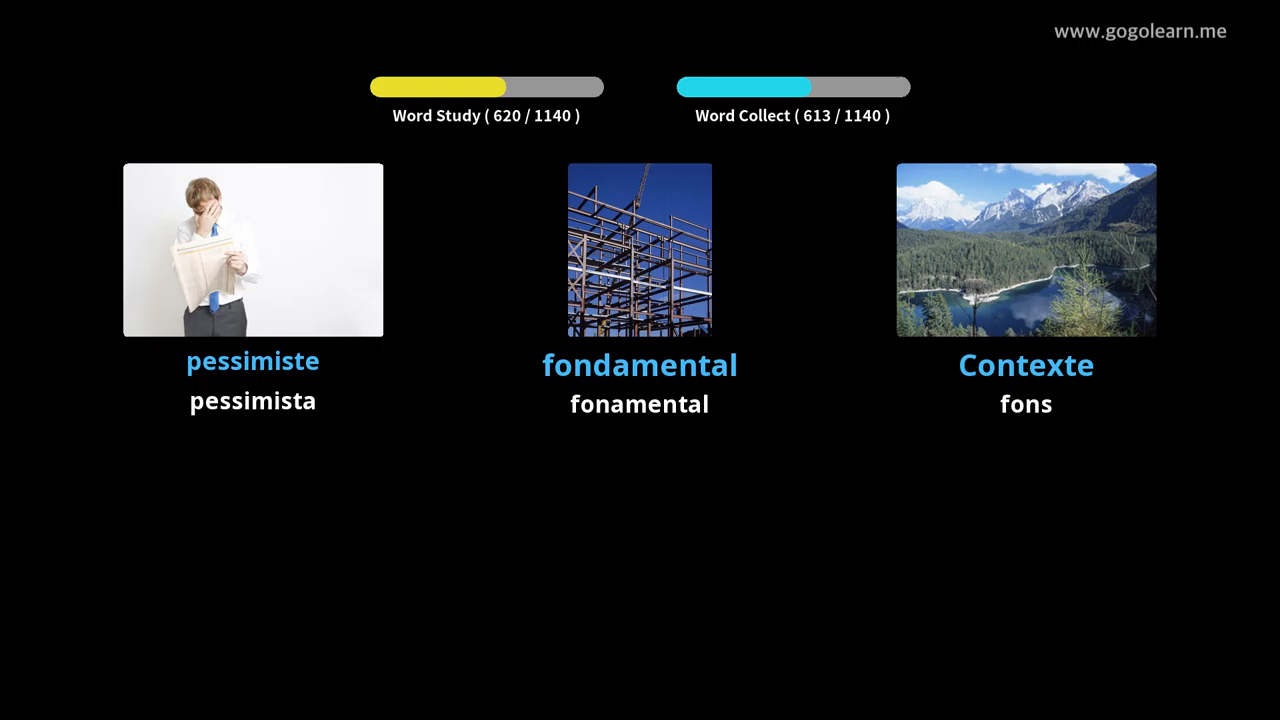 www.gogolearn.me
Word Study ( 620 / 1140 )
Word Collect ( 613 / 1140 )
pessimiste
fondamental
Contexte
pessimista
fonamental
fons